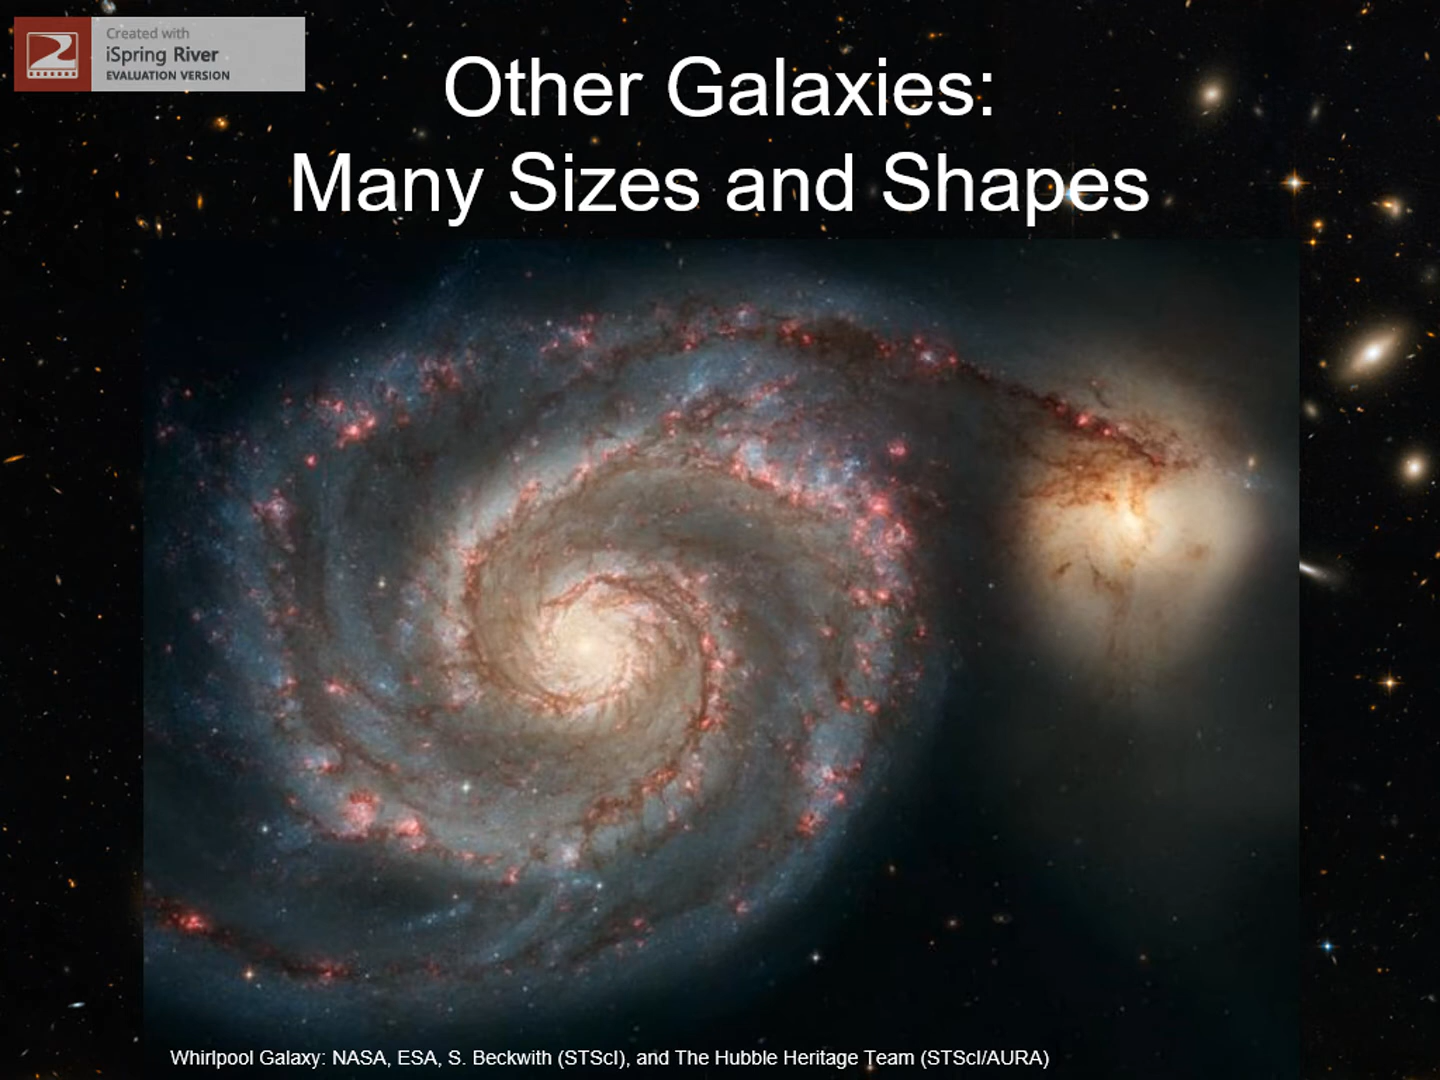 Created with
iSpring River
EVALUATION VERSION
Other Galaxies:
Many Sizes and Shapes
Whirlpool Galaxy: NASA, ESA, S. Beckwith (STScI), and The Hubble Heritage Team (STScI/AURA)